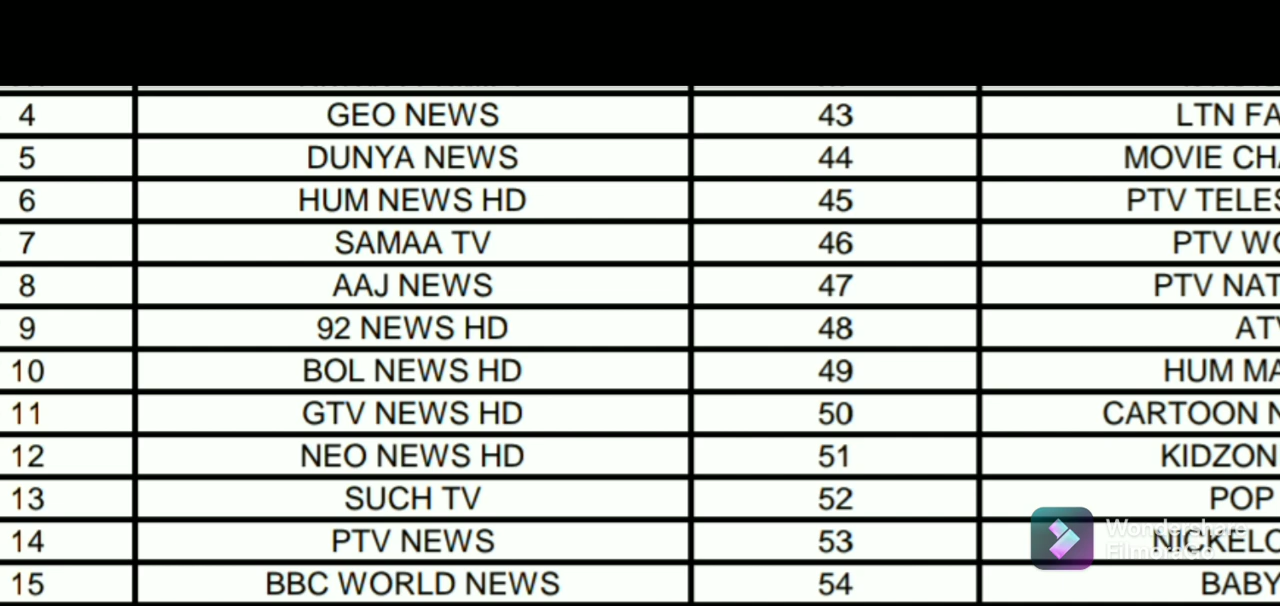 4 GEO NEWS 43 LTN FA
5 DUNYA NEWS 44 MOVIE CHA
6 HUM NEWS HD 45 PTV TELES
7 SAMAA TV 46 PTV WO
8 AAJ NEWS 47 PTV NAT
9 92 NEWS HD 48 ATV
10 BOL NEWS HD 49 HUM MA
11 GTV NEWS HD 50 CARTOON N
12 NEO NEWS HD 51 KIDZON
13 SUCH TV 52 POP
14 PTV NEWS 53 NICKELO
15 BBC WORLD NEWS 54 BABY
Wondershare
FilmoraGo